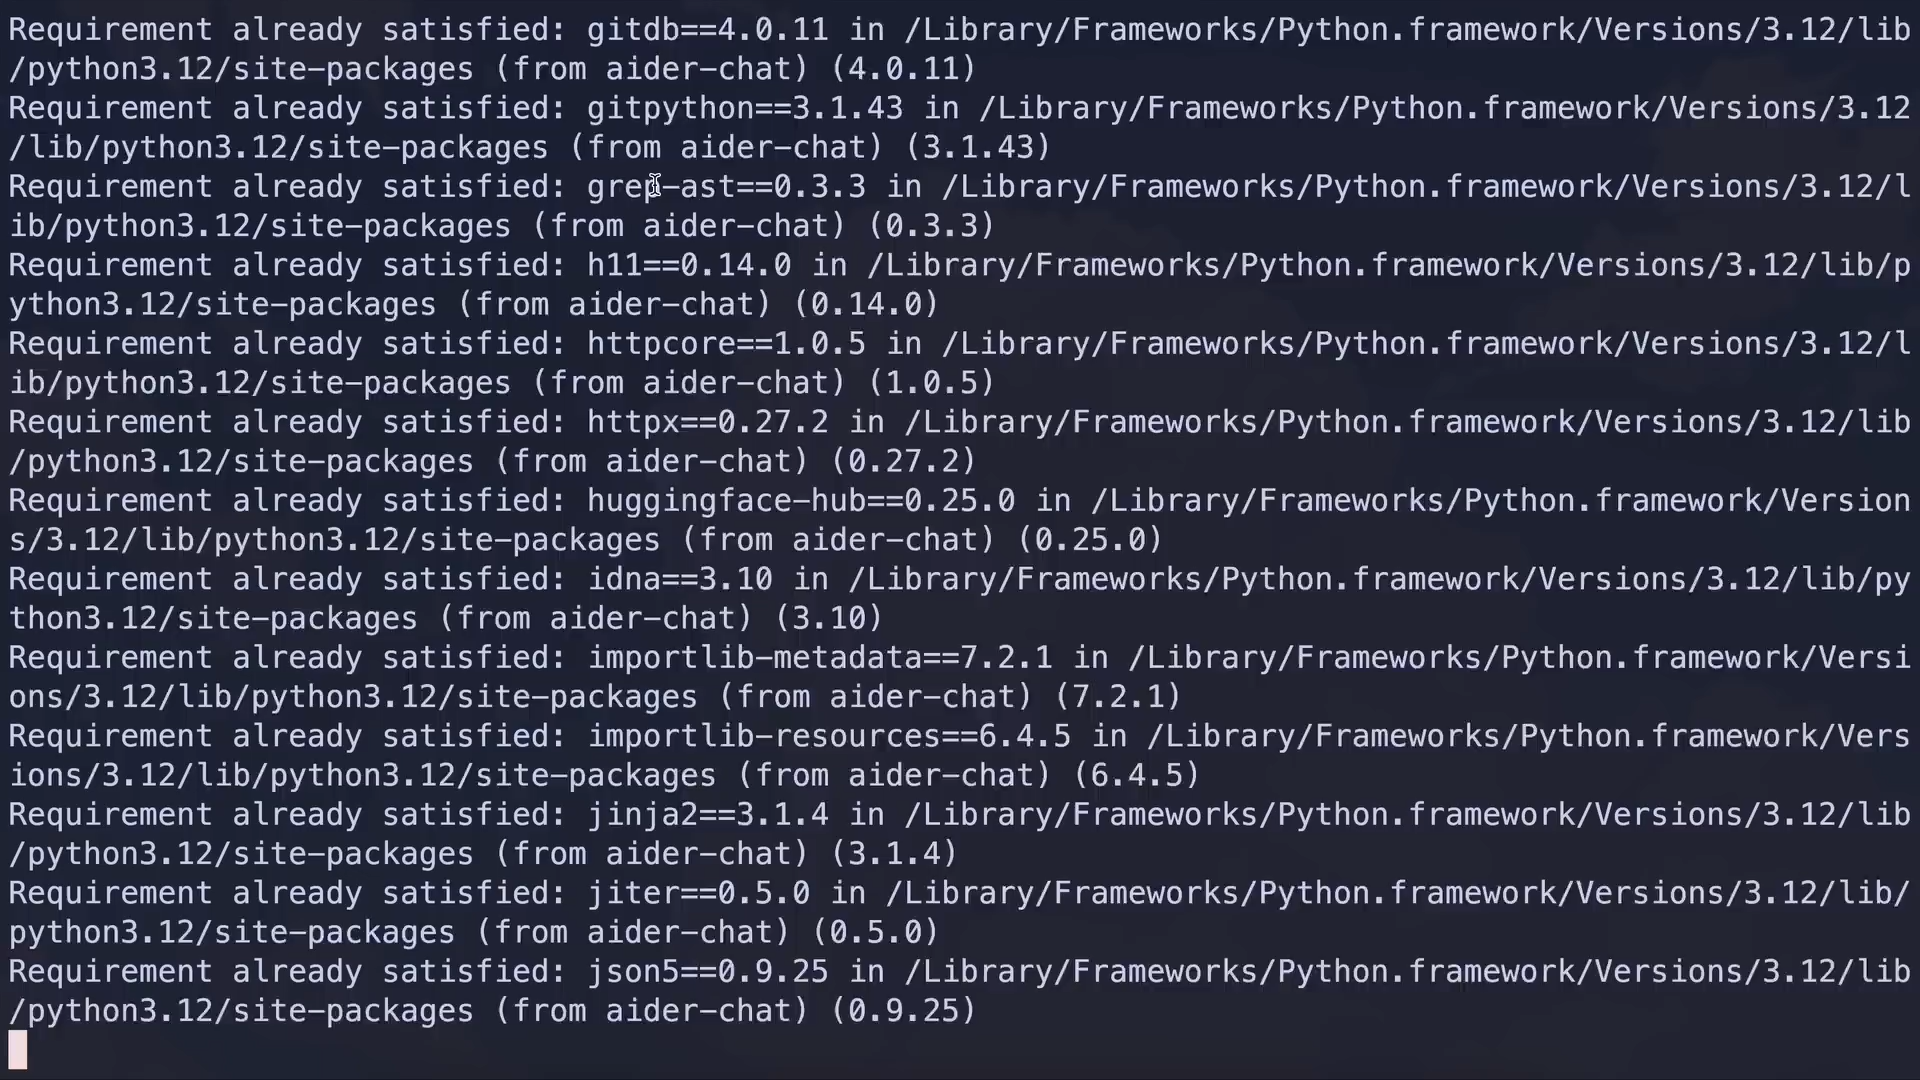 Requirement already satisfied: gitdb==4.0.11 in /Library/Frameworks/Python.framework/Versions/3.12/lib
/python3.12/site-packages (from aider-chat) (4.0.11)
Requirement already satisfied: gitpython==3.1.43 in /Library/Frameworks/Python.framework/Versions/3.12
/lib/python3.12/site-packages (from aider-chat) (3.1.43)
Requirement already satisfied: grep-ast==0.3.3 in /Library/Frameworks/Python.framework/Versions/3.12/l
ib/python3.12/site-packages (from aider-chat) (0.3.3)
Requirement already satisfied: h11==0.14.0 in /Library/Frameworks/Python.framework/Versions/3.12/lib/p
ython3.12/site-packages (from aider-chat) (0.14.0)
Requirement already satisfied: httpcore==1.0.5 in /Library/Frameworks/Python.framework/Versions/3.12/l
ib/python3.12/site-packages (from aider-chat) (1.0.5)
Requirement already satisfied: httpx==0.27.2 in /Library/Frameworks/Python.framework/Versions/3.12/lib
/python3.12/site-packages (from aider-chat) (0.27.2)
Requirement already satisfied: huggingface-hub==0.25.0 in /Library/Frameworks/Python.framework/Version
s/3.12/lib/python3.12/site-packages (from aider-chat) (0.25.0)
Requirement already satisfied: idna==3.10 in /Library/Frameworks/Python.framework/Versions/3.12/lib/py
thon3.12/site-packages (from aider-chat) (3.10)
Requirement already satisfied: importlib-metadata==7.2.1 in /Library/Frameworks/Python.framework/Versi
ons/3.12/lib/python3.12/site-packages (from aider-chat) (7.2.1)
Requirement already satisfied: importlib-resources==6.4.5 in /Library/Frameworks/Python.framework/Vers
ions/3.12/lib/python3.12/site-packages (from aider-chat) (6.4.5)
Requirement already satisfied: jinja2==3.1.4 in /Library/Frameworks/Python.framework/Versions/3.12/lib
/python3.12/site-packages (from aider-chat) (3.1.4)
Requirement already satisfied: jiter==0.5.0 in /Library/Frameworks/Python.framework/Versions/3.12/lib/
python3.12/site-packages (from aider-chat) (0.5.0)
Requirement already satisfied: json5==0.9.25 in /Library/Frameworks/Python.framework/Versions/3.12/lib
/python3.12/site-packages (from aider-chat) (0.9.25)